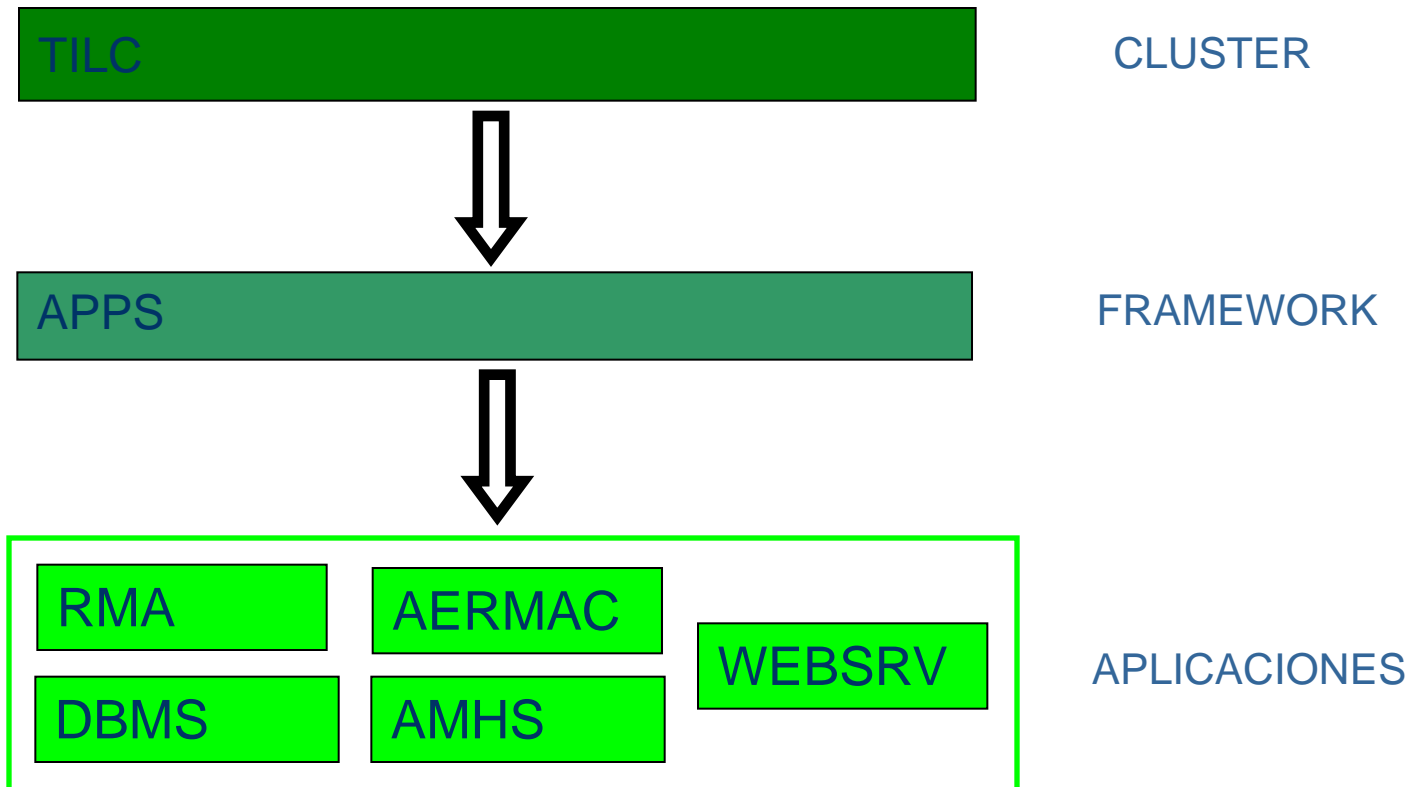 TILC CLUSTER
APPS FRAMEWORK
RMA AERMAC
WEBSRV APLICACIONES
DBMS AMHS